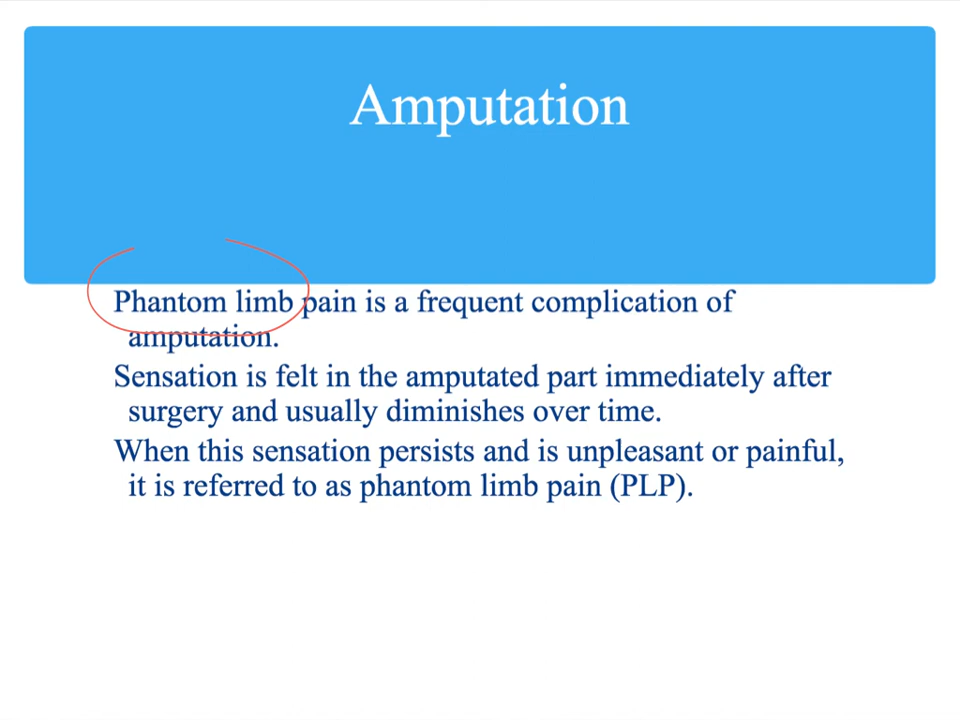 Amputation
Phantom limb pain is a frequent complication of
amputation.
Sensation is felt in the amputated part immediately after
surgery and usually diminishes over time.
When this sensation persists and is unpleasant or painful,
it is referred to as phantom limb pain (PLP).